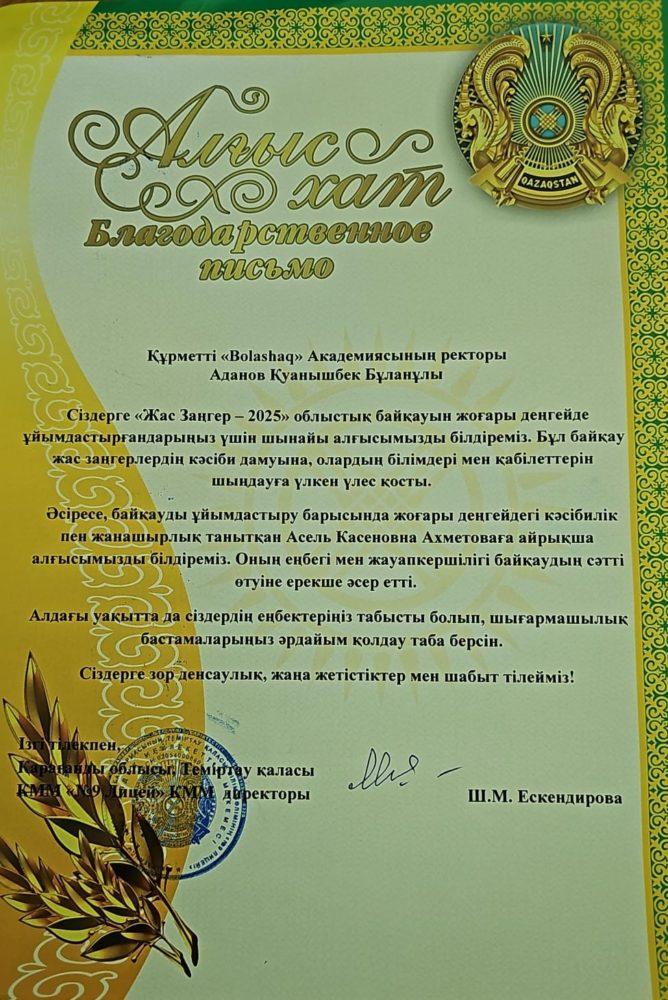 Алғыс
хат
Благодарственное
письмо
QAZAQSTAN
Құрметті «Bolashaq» Академиясының ректоры
Аданов Қуанышбек Бұланұлы
Сіздерге «Жас Заңгер – 2025» облыстық байқауын жоғары деңгейде
ұйымдастырғандарыңыз үшін шынайы алғысымызды білдіреміз. Бұл байқау
жас заңгерлердің кәсіби дамуына, олардың білімдері мен қабілеттерін
шыңдауға үлкен үлес қосты.
Әсіресе, байқауды ұйымдастыру барысында жоғары деңгейдегі кәсібилік
пен жанашырлық танытқан Асель Касеновна Ахметоваға айрықша
алғысымызды білдіреміз. Оның еңбегі мен жауапкершілігі байқаудың сәтті
өтуіне ерекше әсер етті.
Алдағы уақытта да сіздердің еңбектеріңіз табысты болып, шығармашылық
бастамаларыңыз әрдайым қолдау таба берсін.
Сіздерге зор денсаулық, жаңа жетістіктер мен шабыт тілейміз!
Ізгі тілекпен,
Қарағанды облысы, Теміртау қаласы
КММ «№9 Лицей» КММ директоры
Ш.М. Ескендирова